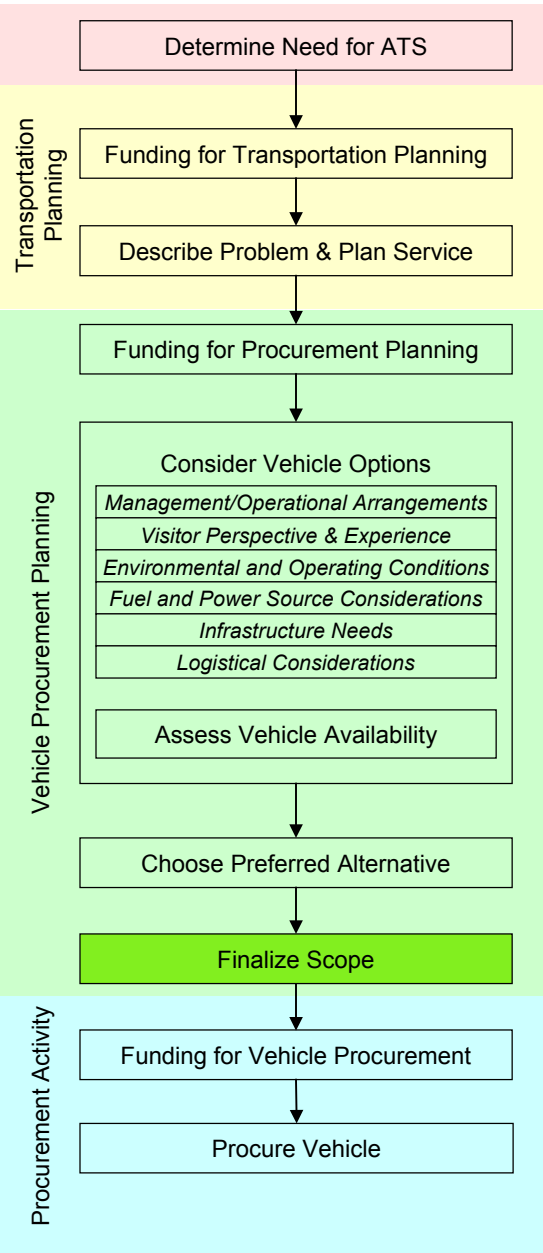 Determine Need for ATS
Transportation
Planning
Funding for Transportation Planning
Describe Problem & Plan Service
Vehicle Procurement Planning
Funding for Procurement Planning
Consider Vehicle Options
Management/Operational Arrangements
Visitor Perspective & Experience
Environmental and Operating Conditions
Fuel and Power Source Considerations
Infrastructure Needs
Logistical Considerations
Assess Vehicle Availability
Choose Preferred Alternative
Finalize Scope
Procurement Activity
Funding for Vehicle Procurement
Procure Vehicle